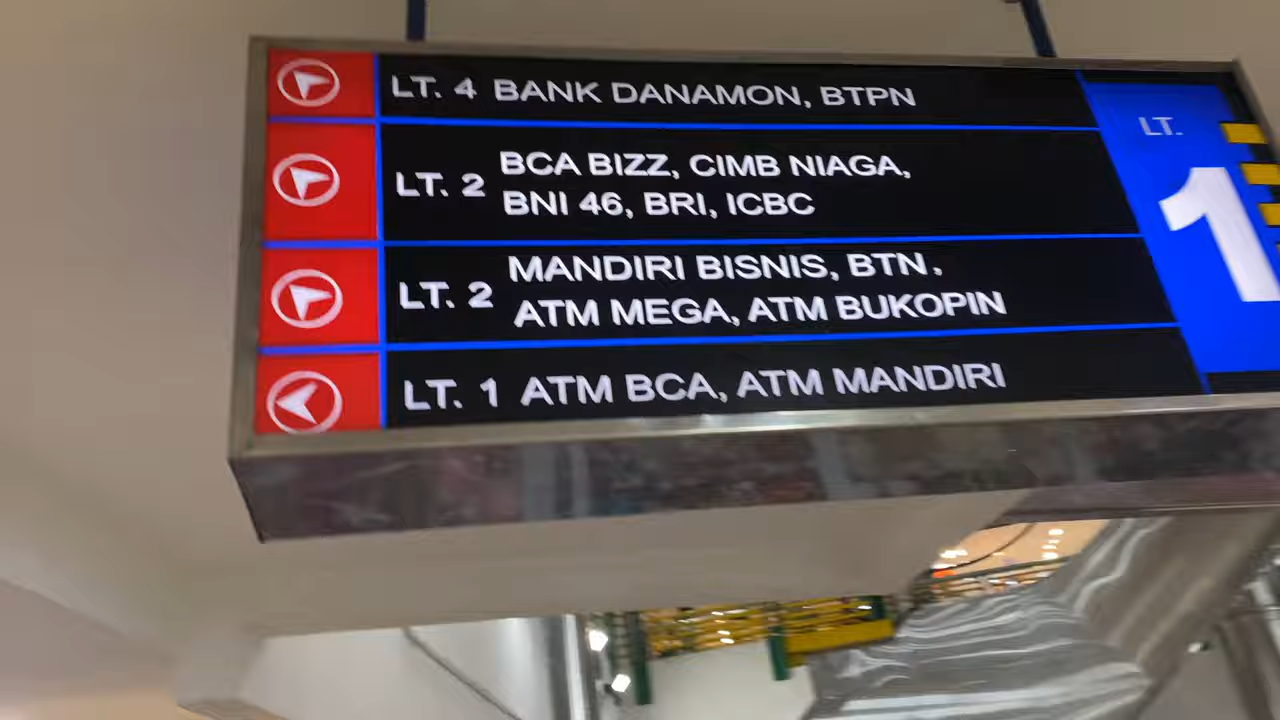 LT. 4 BANK DANAMON, BTPN
LT. 2 BCA BIZZ, CIMB NIAGA,
BNI 46, BRI, ICBC
LT. 2 MANDIRI BISNIS, BTN,
ATM MEGA, ATM BUKOPIN
LT. 1 ATM BCA, ATM MANDIRI
LT.
1